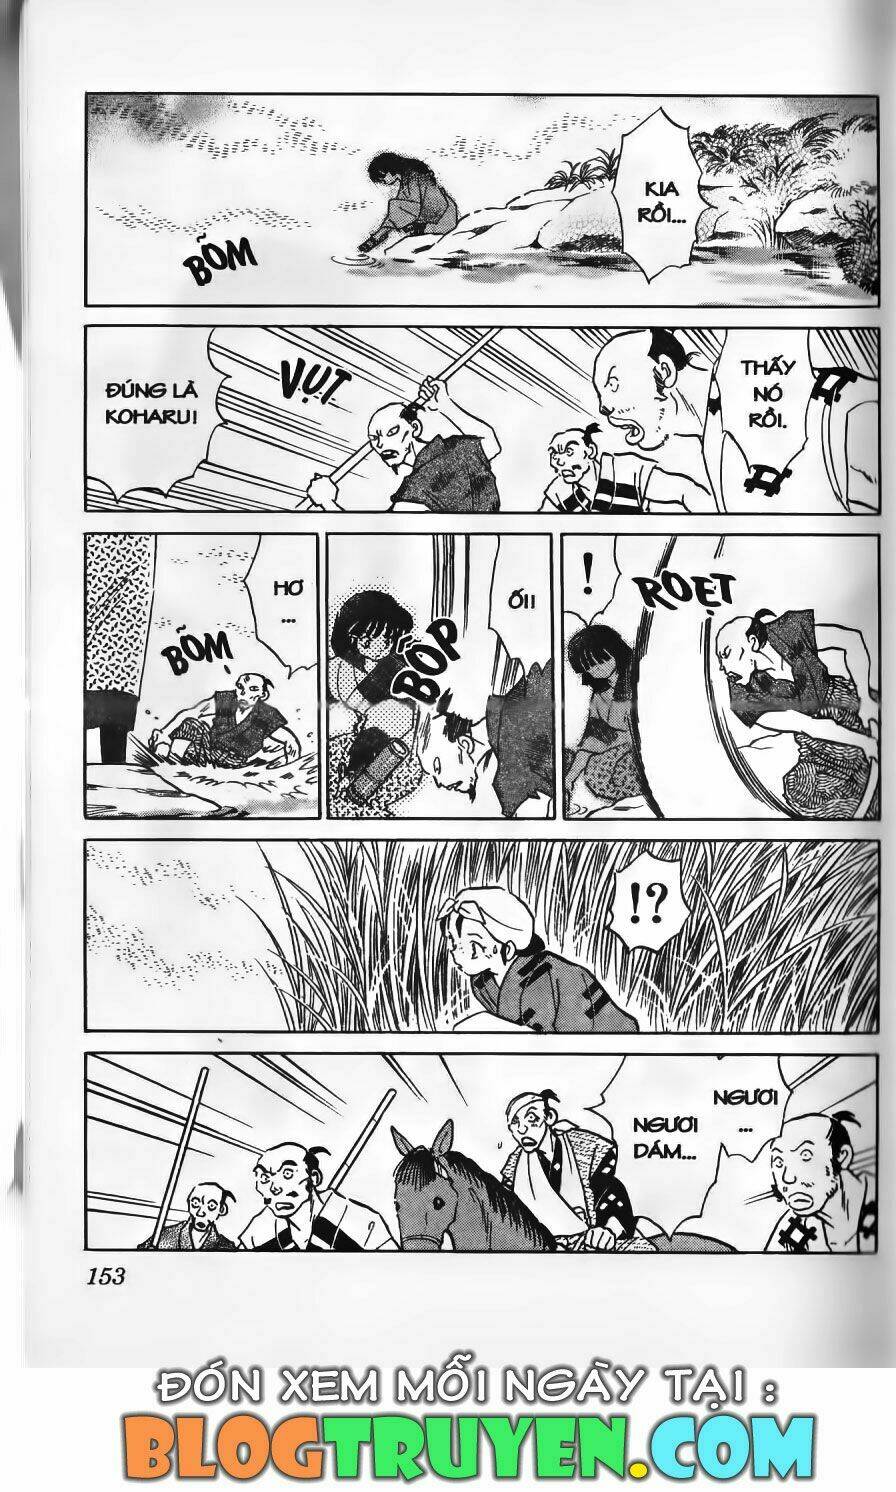 KIA
RỒI...
BÕM
THẤY
NÓ
RỒI.
VỤT
ĐÚNG LÀ
KOHARU!
ROẸT
!
ỐI!
BỐP
HƠ
...
BÕM
!?
NGƯƠI
...
NGƯƠI
DÁM...
153
ĐÓN XEM MỖI NGÀY TẠI :
BLOGTRUYEN.COM